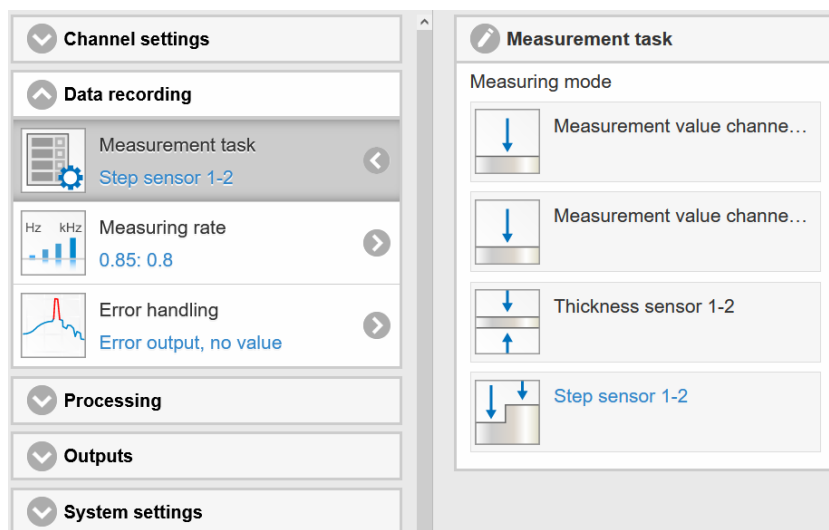 Channel settings
Data recording
Measurement task
Step sensor 1-2
Hz kHz
Measuring rate
0.85: 0.8
Error handling
Error output, no value
Processing
Outputs
System settings
Measurement task
Measuring mode
Measurement value channe…
Measurement value channe…
Thickness sensor 1-2
Step sensor 1-2